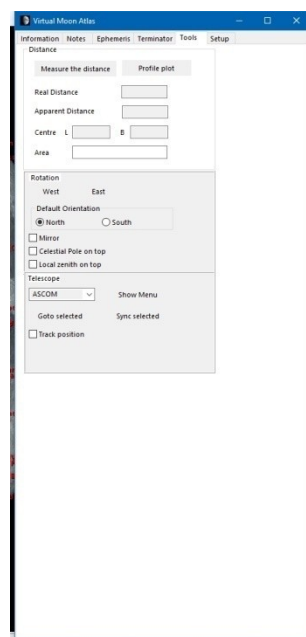 Virtual Moon Atlas
Information Notes Ephemeris Terminator Tools Setup
Distance
Measure the distance Profile plot
Real Distance
Apparent Distance
Centre L B
Area
Rotation
West East
Default Orientation
North South
Mirror
Celestial Pole on top
Local zenith on top
Telescope
ASCOM Show Menu
Goto selected Sync selected
Track position